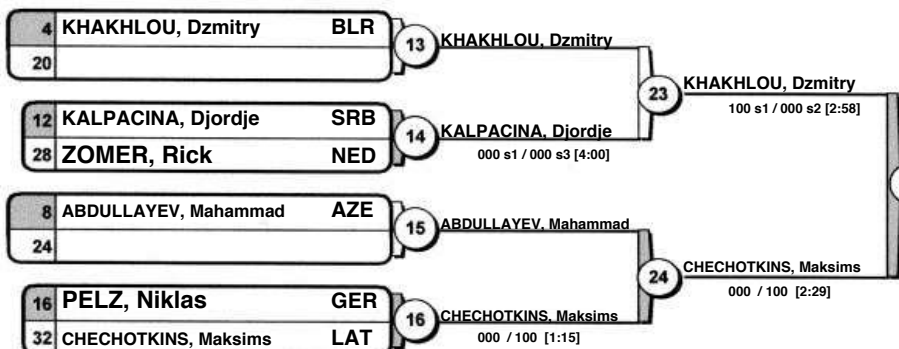 4 KHAKHLOU, Dzmitry BLR
20
13 KHAKHLOU, Dzmitry
12 KALPACINA, Djordje SRB
28 ZOMER, Rick NED
14 KALPACINA, Djordje
000 s1 / 000 s3 [4:00]
23 KHAKHLOU, Dzmitry
100 s1 / 000 s2 [2:58]
8 ABDULLAYEV, Mahammad AZE
24
15 ABDULLAYEV, Mahammad
16 PELZ, Niklas GER
32 CHECHOTKINS, Maksims LAT
16 CHECHOTKINS, Maksims
000 / 100 [1:15]
24 CHECHOTKINS, Maksims
000 / 100 [2:29]